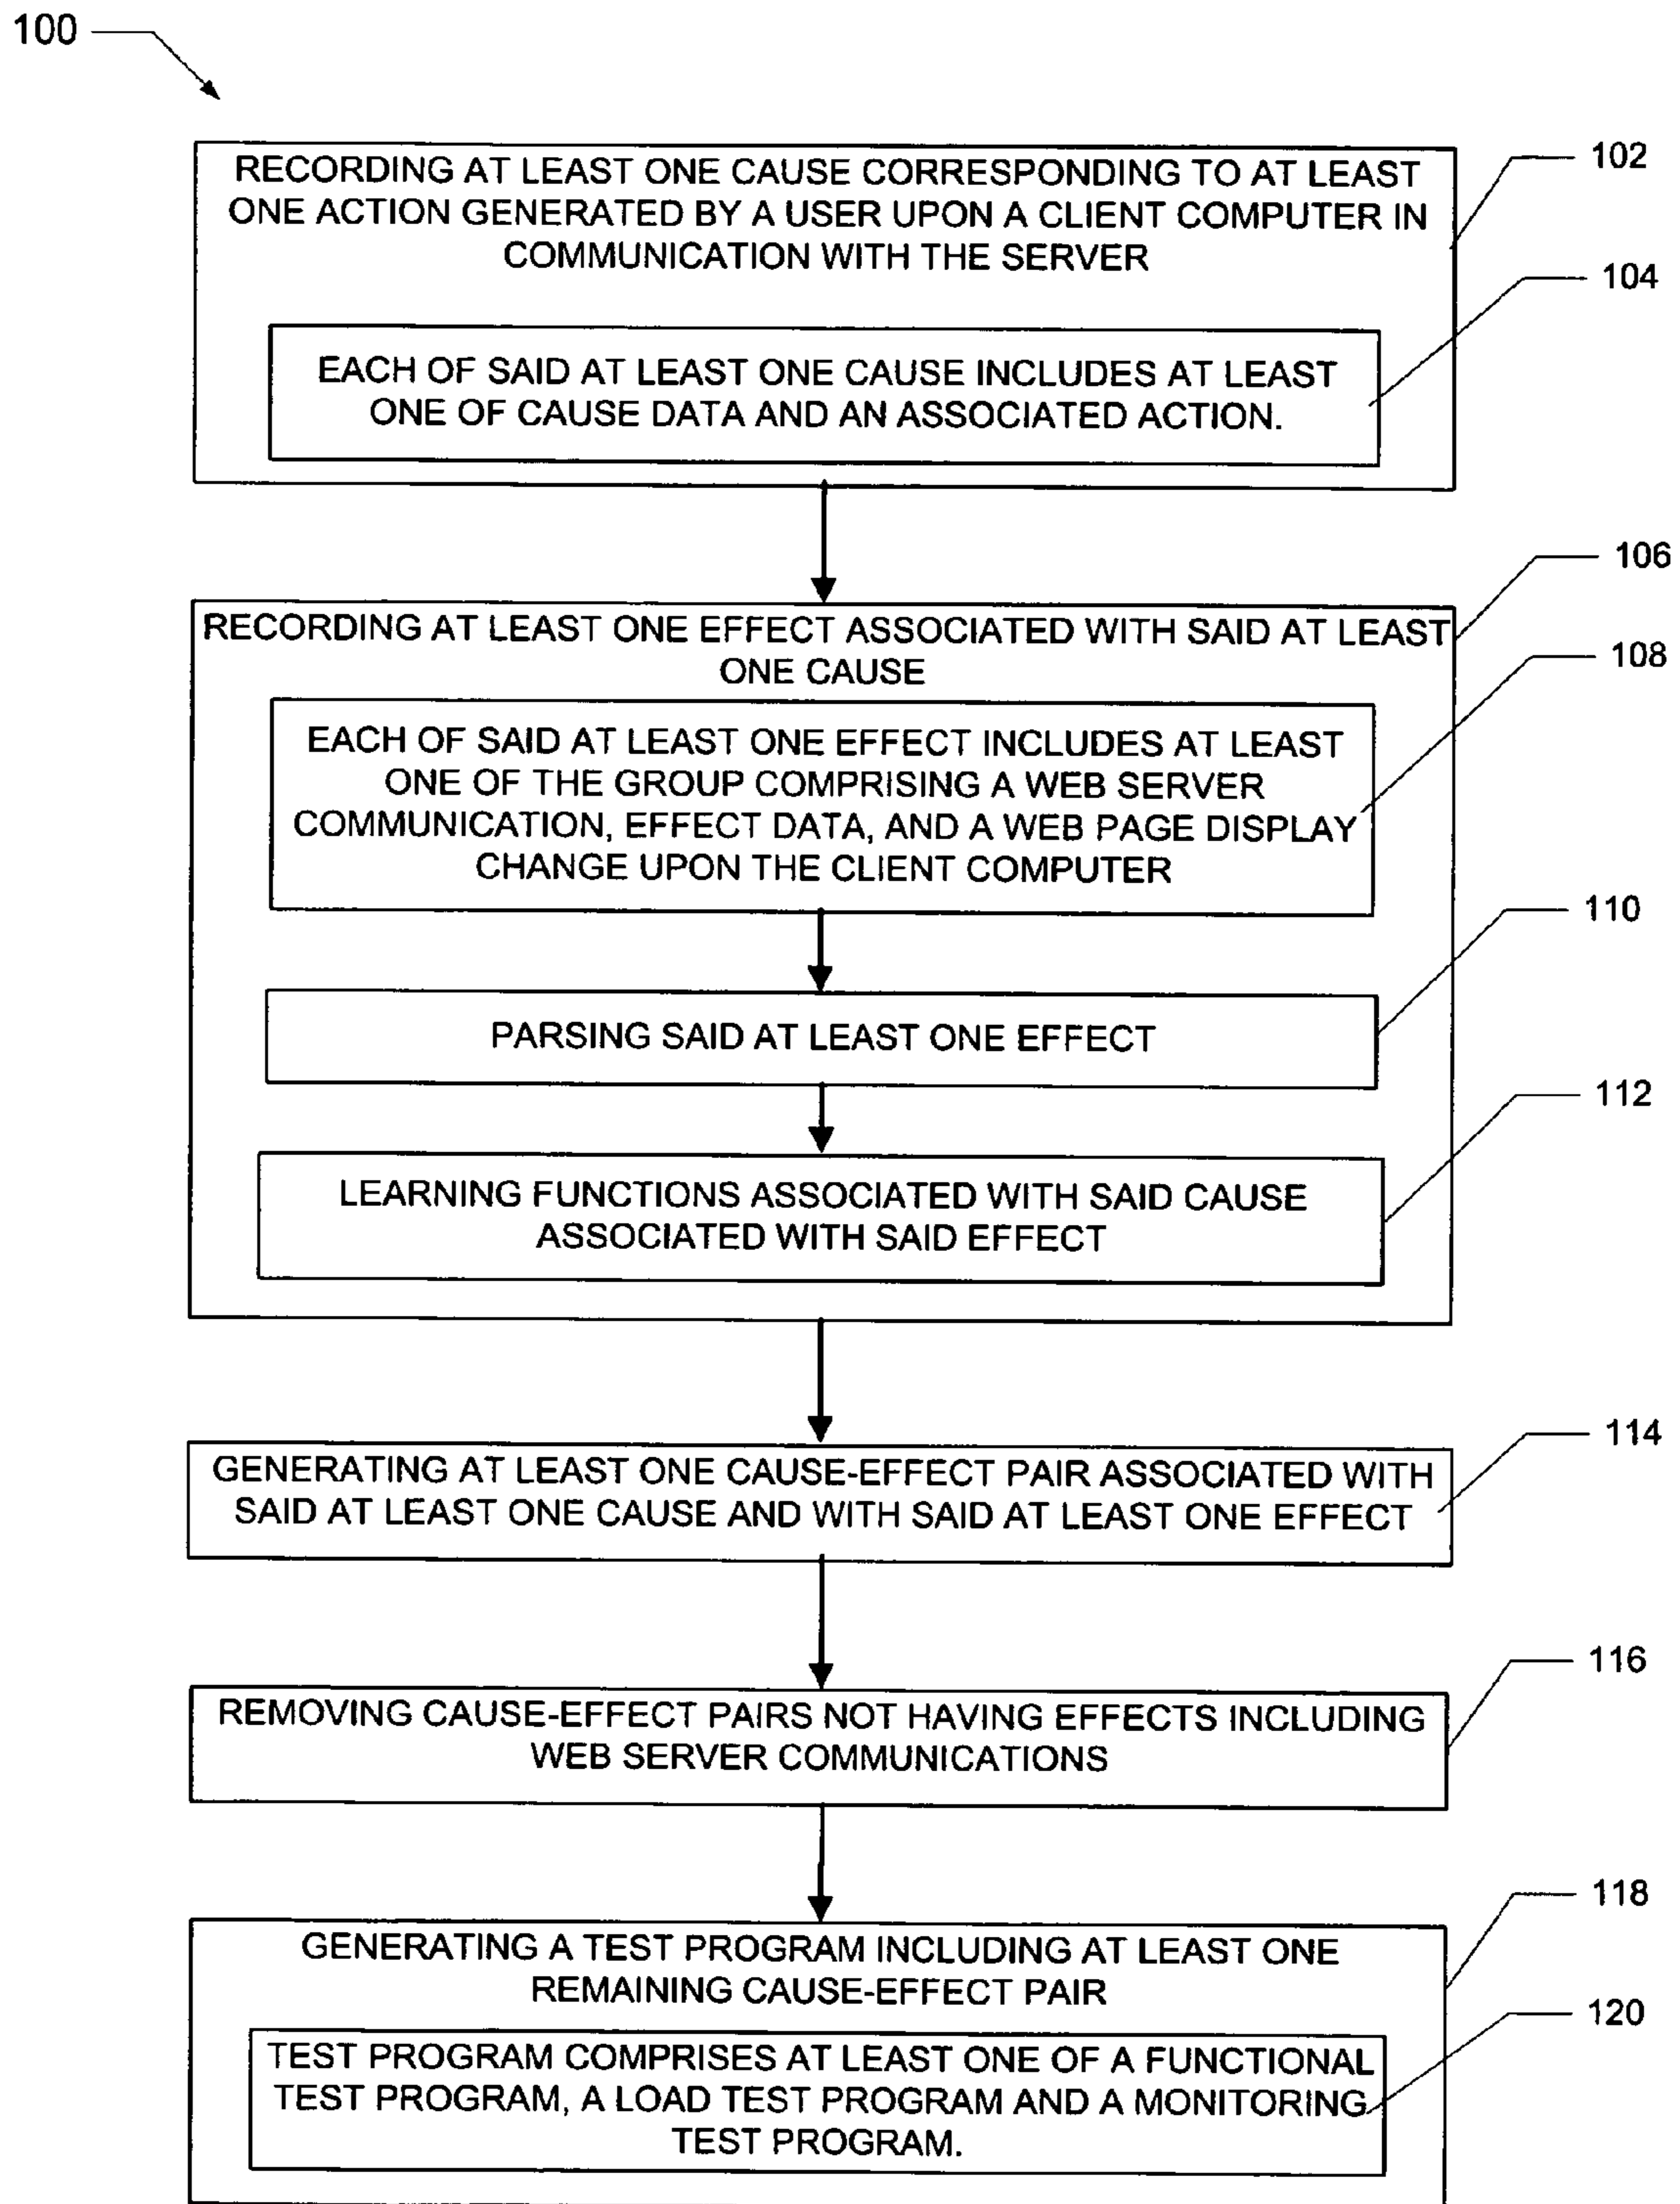 100
RECORDING AT LEAST ONE CAUSE CORRESPONDING TO AT LEAST
ONE ACTION GENERATED BY A USER UPON A CLIENT COMPUTER IN
COMMUNICATION WITH THE SERVER
102
104
EACH OF SAID AT LEAST ONE CAUSE INCLUDES AT LEAST
ONE OF CAUSE DATA AND AN ASSOCIATED ACTION.
106
RECORDING AT LEAST ONE EFFECT ASSOCIATED WITH SAID AT LEAST
ONE CAUSE
108
EACH OF SAID AT LEAST ONE EFFECT INCLUDES AT LEAST
ONE OF THE GROUP COMPRISING A WEB SERVER
COMMUNICATION, EFFECT DATA, AND A WEB PAGE DISPLAY
CHANGE UPON THE CLIENT COMPUTER
110
PARSING SAID AT LEAST ONE EFFECT
112
LEARNING FUNCTIONS ASSOCIATED WITH SAID CAUSE
ASSOCIATED WITH SAID EFFECT
114
GENERATING AT LEAST ONE CAUSE-EFFECT PAIR ASSOCIATED WITH
SAID AT LEAST ONE CAUSE AND WITH SAID AT LEAST ONE EFFECT
116
REMOVING CAUSE-EFFECT PAIRS NOT HAVING EFFECTS INCLUDING
WEB SERVER COMMUNICATIONS
118
GENERATING A TEST PROGRAM INCLUDING AT LEAST ONE
REMAINING CAUSE-EFFECT PAIR
120
TEST PROGRAM COMPRISES AT LEAST ONE OF A FUNCTIONAL
TEST PROGRAM, A LOAD TEST PROGRAM AND A MONITORING
TEST PROGRAM.